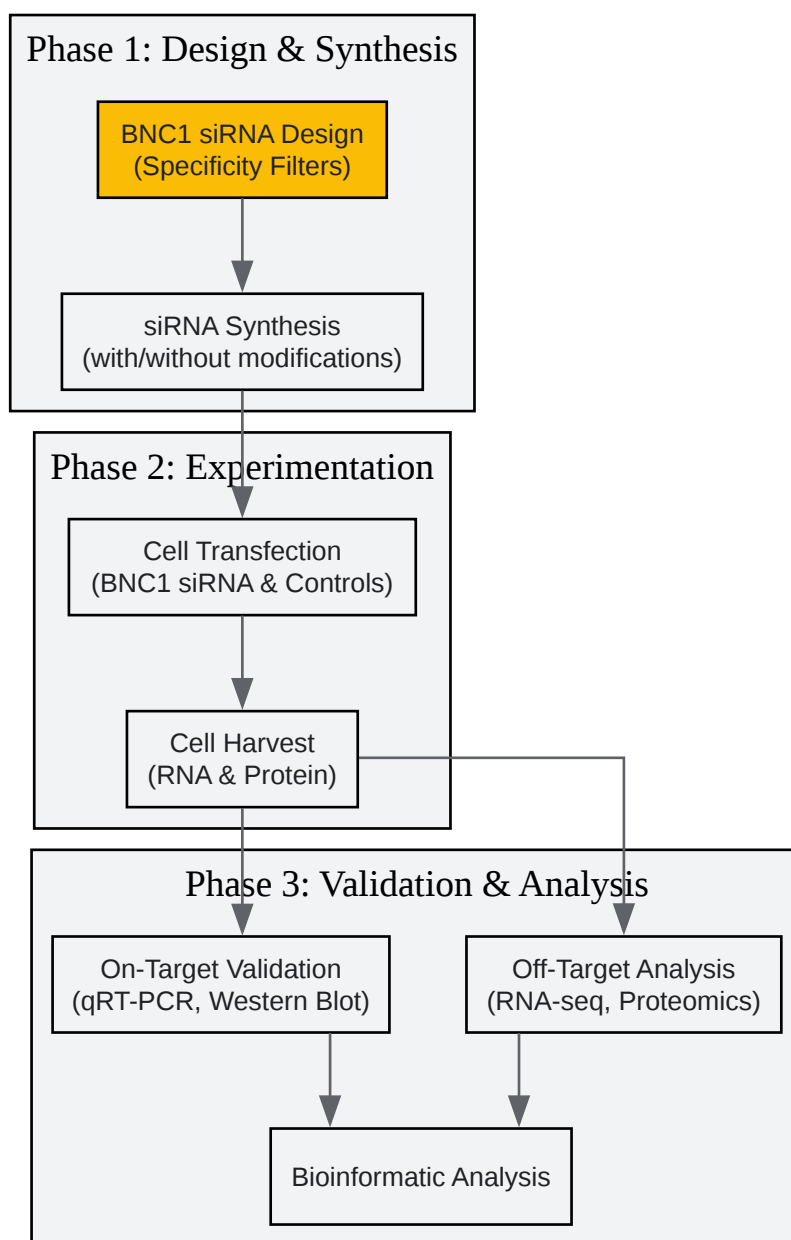 Phase 1: Design & Synthesis
BNC1 siRNA Design
(Specificity Filters)
siRNA Synthesis
(with/without modifications)
Phase 2: Experimentation
Cell Transfection
(BNC1 siRNA & Controls)
Cell Harvest
(RNA & Protein)
Phase 3: Validation & Analysis
On-Target Validation
(qRT-PCR, Western Blot)
Off-Target Analysis
(RNA-seq, Proteomics)
Bioinformatic Analysis